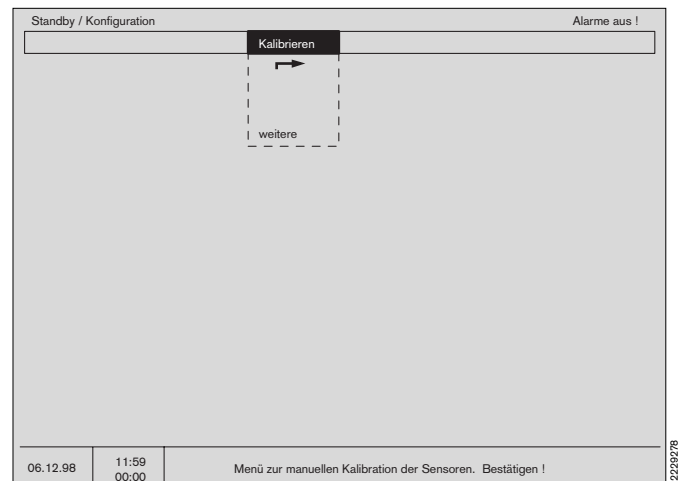 Standby / Konfiguration Alarme aus !
Kalibrieren
weitere
06.12.98 11:59 Menü zur manuellen Kalibration der Sensoren. Bestätigen !
00:00
2229278